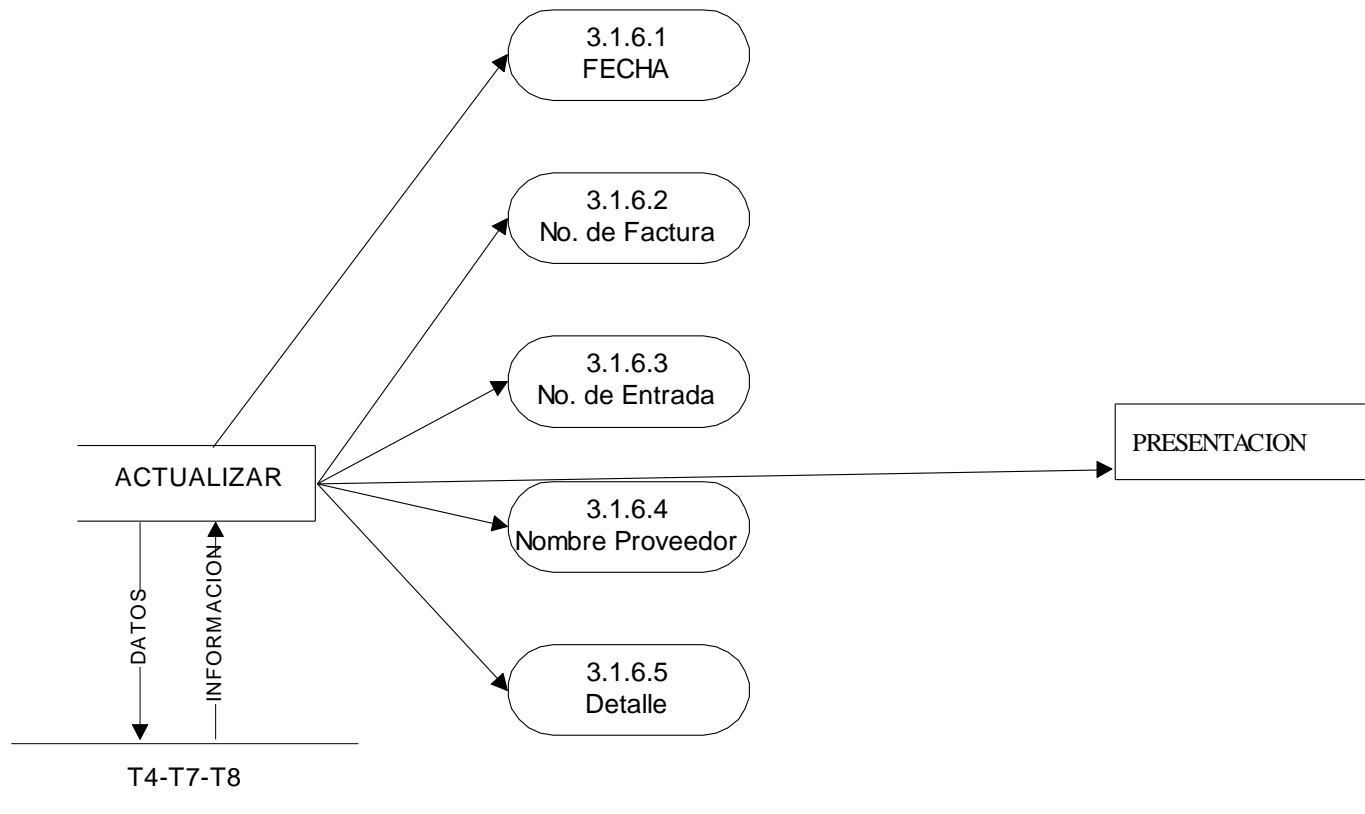 3.1.6.1
FECHA
3.1.6.2
No. de Factura
3.1.6.3
No. de Entrada
PRESENTACION
ACTUALIZAR
3.1.6.4
Nombre Proveedor
DATOS
INFORMACION
3.1.6.5
Detalle
T4-T7-T8